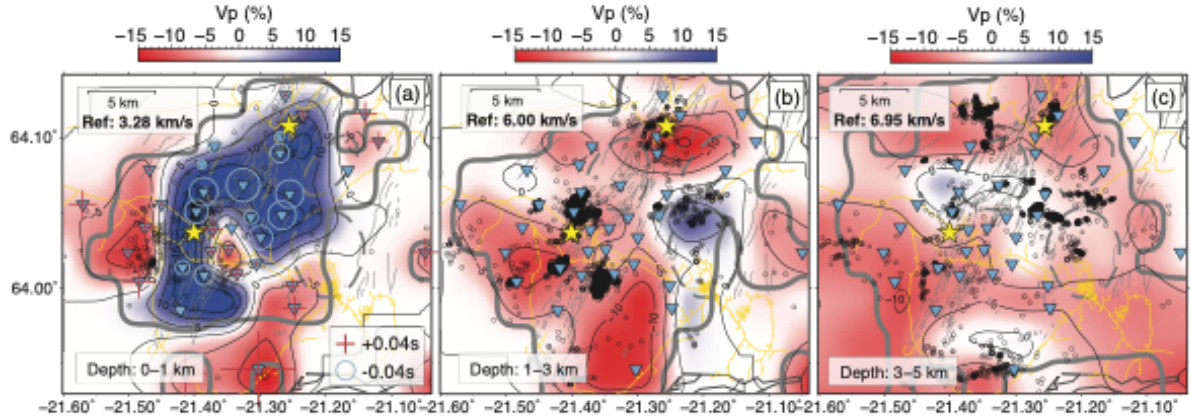 Vp (%) Vp (%) Vp (%)
−15 −10 −5 0 5 10 15 −15 −10 −5 0 5 10 15 −15 −10 −5 0 5 10 15
5 km (a) 5 km (b) 5 km (c)
Ref: 3.28 km/s Ref: 6.00 km/s Ref: 6.95 km/s
64.10°
64.00°
−10
−10
−10
+0.04s
-0.04s
Depth: 0–1 km Depth: 1–3 km Depth: 3–5 km
−21.60° −21.50° −21.40° −21.30° −21.20° −21.10° −21.50° −21.40° −21.30° −21.20° −21.10° −21.50° −21.40° −21.30° −21.20° −21.10°